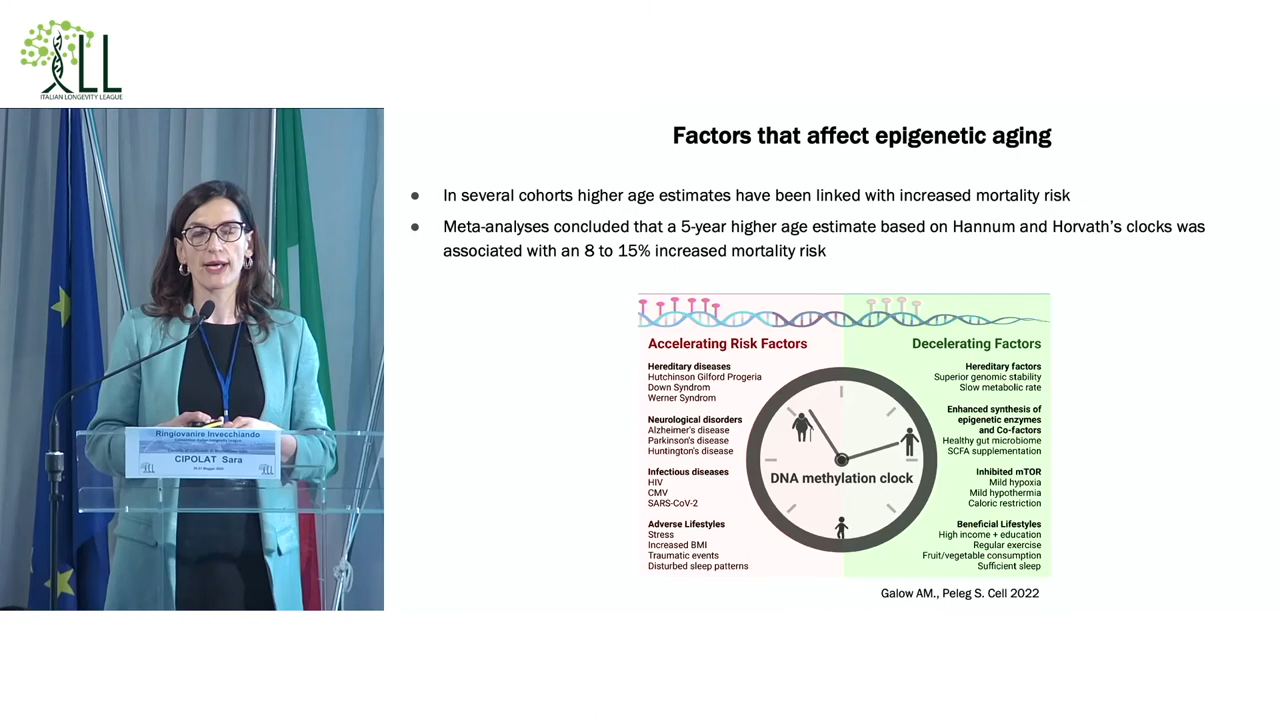 LL
ITALIAN LONGEVITY LEAGUE
Factors that affect epigenetic aging
● In several cohorts higher age estimates have been linked with increased mortality risk
● Meta-analyses concluded that a 5-year higher age estimate based on Hannum and Horvath's clocks was
associated with an 8 to 15% increased mortality risk
Accelerating Risk Factors
Hereditary diseases
Hutchinson Gilford Progeria
Down Syndrom
Werner Syndrom
Neurological disorders
Alzheimer's disease
Parkinson's disease
Huntington's disease
Infectious diseases
HIV
CMV
SARS-CoV-2
Adverse Lifestyles
Stress
Increased BMI
Traumatic events
Disturbed sleep patterns
DNA methylation clock
Decelerating Factors
Hereditary factors
Superior genomic stability
Slow metabolic rate
Enhanced synthesis of
epigenetic enzymes
and Co-factors
Healthy gut microbiome
SCFA supplementation
Inhibited mTOR
Mild hypoxia
Mild hypothermia
Caloric restriction
Beneficial Lifestyles
High income + education
Regular exercise
Fruit/vegetable consumption
Sufficient sleep
Galow AM., Peleg S. Cell 2022
Ringiovanire Invecchiando
CIPOLAT Sara